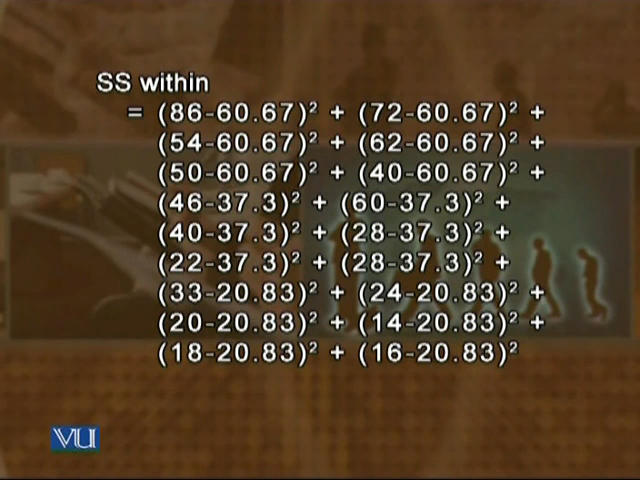 SS within
= (86-60.67)² + (72-60.67)² +
(54-60.67)² + (62-60.67)² +
(50-60.67)² + (40-60.67)² +
(46-37.3)² + (60-37.3)² +
(40-37.3)² + (28-37.3)² +
(22-37.3)² + (28-37.3)² +
(33-20.83)² + (24-20.83)² +
(20-20.83)² + (14-20.83)² +
(18-20.83)² + (16-20.83)²
VU